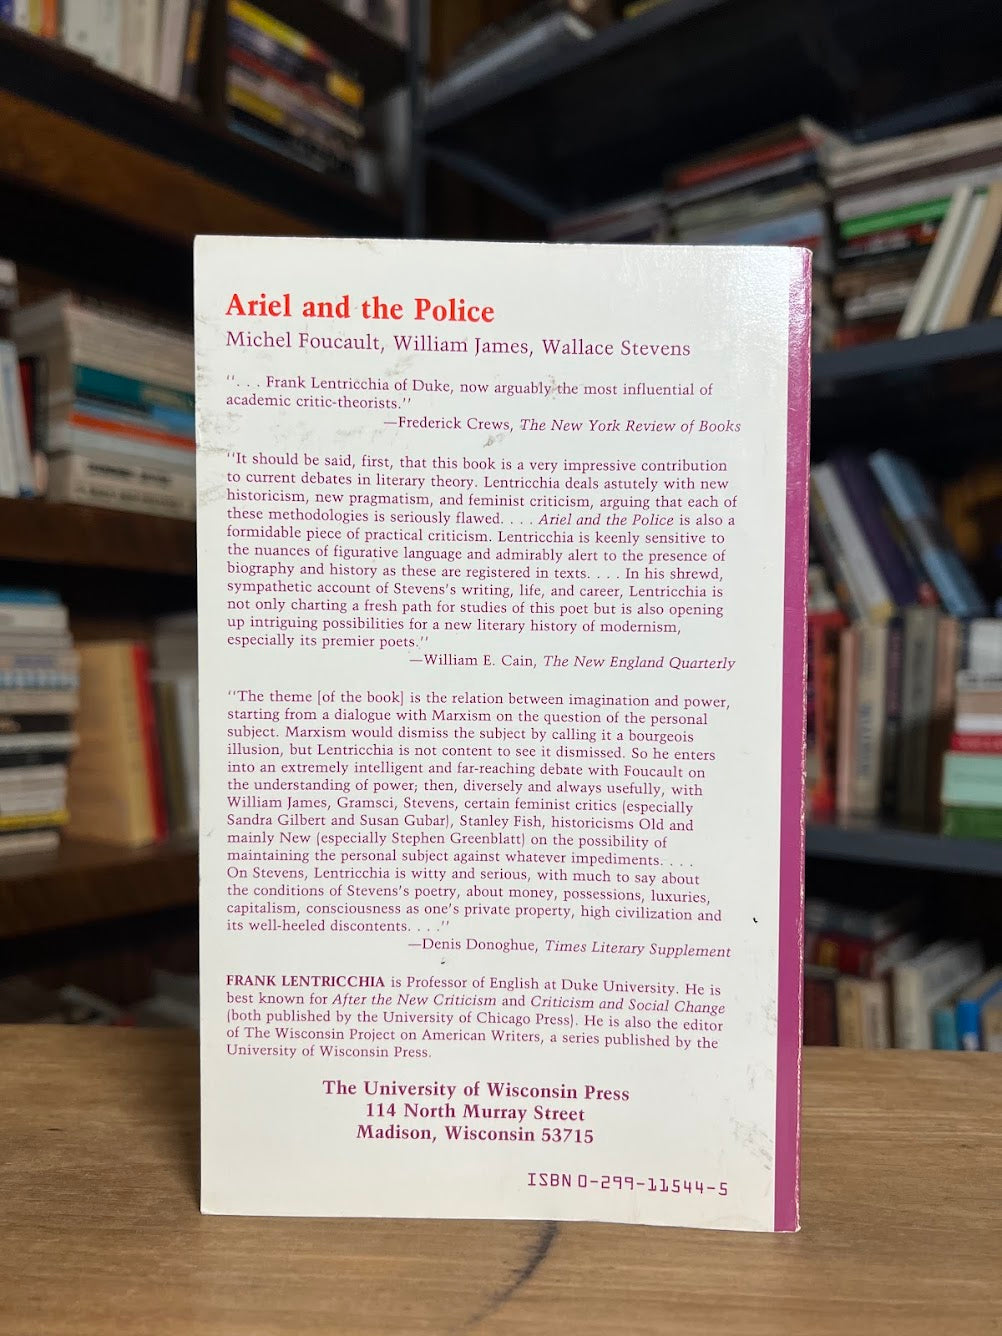 Ariel and the Police
Michel Foucault, William James, Wallace Stevens
". . . Frank Lentricchia of Duke, now arguably the most influential of
academic critic-theorists."
—Frederick Crews, The New York Review of Books
"It should be said, first, that this book is a very impressive contribution
to current debates in literary theory. Lentricchia deals astutely with new
historicism, new pragmatism, and feminist criticism, arguing that each of
these methodologies is seriously flawed. . . . Ariel and the Police is also a
formidable piece of practical criticism. Lentricchia is keenly sensitive to
the nuances of figurative language and admirably alert to the presence of
biography and history as these are registered in texts. . . . In his shrewd,
sympathetic account of Stevens's writing, life, and career, Lentricchia is
not only charting a fresh path for studies of this poet but is also opening
up intriguing possibilities for a new literary history of modernism,
especially its premier poets."
—William E. Cain, The New England Quarterly
"The theme [of the book] is the relation between imagination and power,
starting from a dialogue with Marxism on the question of the personal
subject. Marxism would dismiss the subject by calling it a bourgeois
illusion, but Lentricchia is not content to see it dismissed. So he enters
into an extremely intelligent and far-reaching debate with Foucault on
the understanding of power; then, diversely and always usefully, with
William James, Gramsci, Stevens, certain feminist critics (especially
Sandra Gilbert and Susan Gubar), Stanley Fish, historicisms Old and
mainly New (especially Stephen Greenblatt) on the possibility of
maintaining the personal subject against whatever impediments. . . .
On Stevens, Lentricchia is witty and serious, with much to say about
the conditions of Stevens's poetry, about money, possessions, luxuries,
capitalism, consciousness as one's private property, high civilization and
its well-heeled discontents. . . ."
—Denis Donoghue, Times Literary Supplement
FRANK LENTRICCHIA is Professor of English at Duke University. He is
best known for After the New Criticism and Criticism and Social Change
(both published by the University of Chicago Press). He is also the editor
of The Wisconsin Project on American Writers, a series published by the
University of Wisconsin Press.
The University of Wisconsin Press
114 North Murray Street
Madison, Wisconsin 53715
ISBN 0-299-11544-5